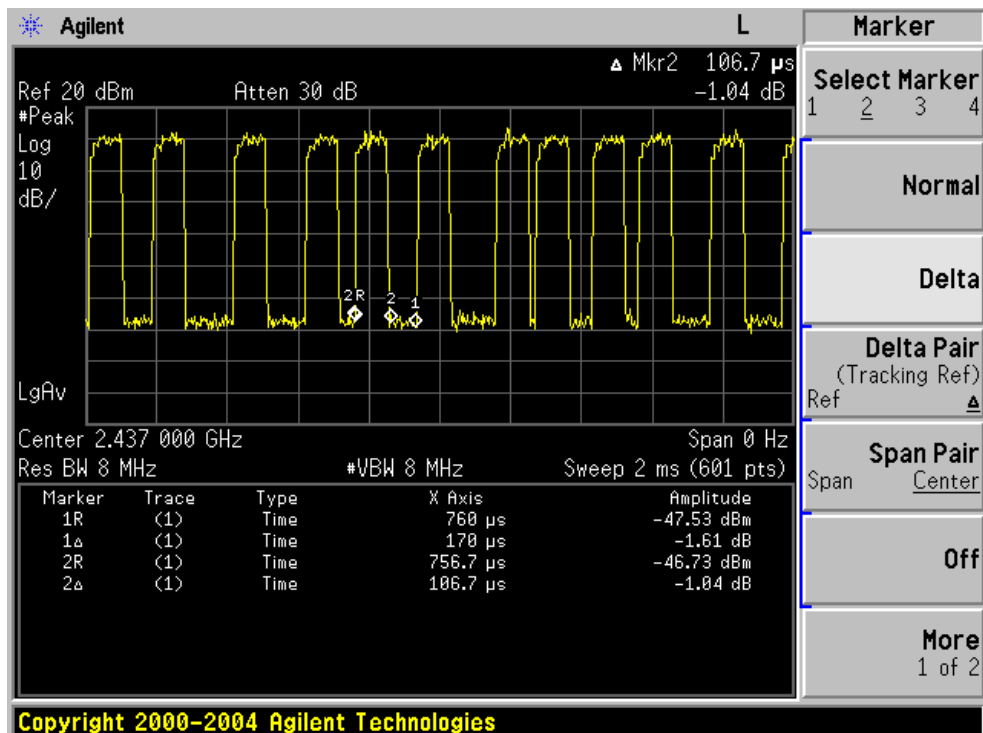 Agilent L
Δ Mkr2 106.7 μs
Ref 20 dBm Atten 30 dB -1.04 dB
#Peak
Log
10
dB/
2R 2 1
LgAv
Center 2.437 000 GHz Span 0 Hz
Res BW 8 MHz #VBW 8 MHz Sweep 2 ms (601 pts)
Marker Trace Type X Axis Amplitude
1R (1) Time 760 μs -47.53 dBm
1Δ (1) Time 170 μs -1.61 dB
2R (1) Time 756.7 μs -46.73 dBm
2Δ (1) Time 106.7 μs -1.04 dB
Copyright 2000-2004 Agilent Technologies
Marker
Select Marker
1 2 3 4
Normal
Delta
Delta Pair
(Tracking Ref)
Ref Δ
Span Pair
Span Center
Off
More
1 of 2